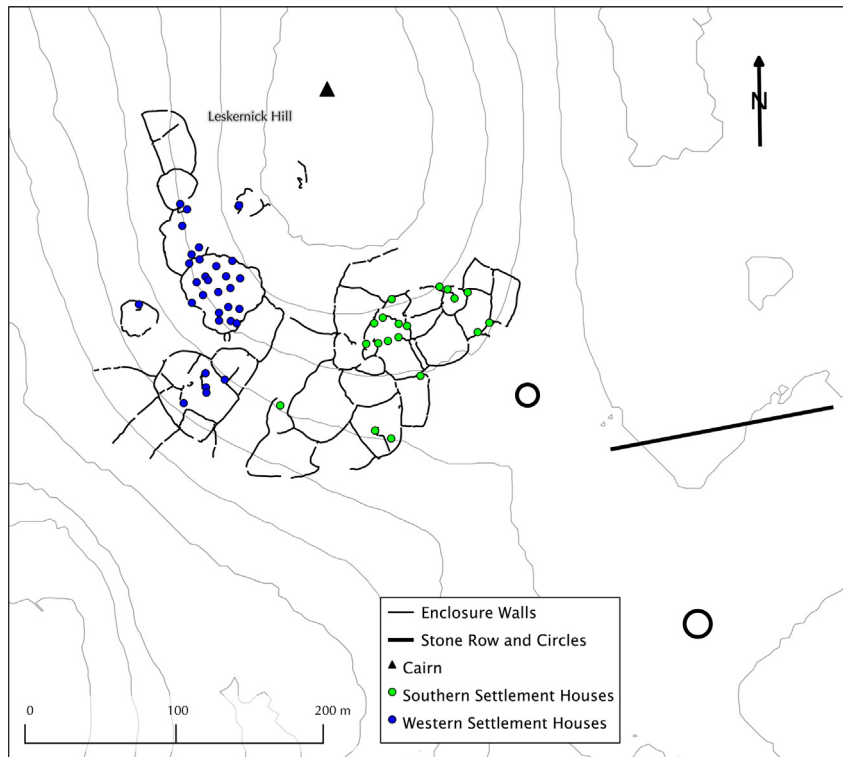 Leskernick Hill
N
Enclosure Walls
Stone Row and Circles
Cairn
Southern Settlement Houses
Western Settlement Houses
0 100 200 m